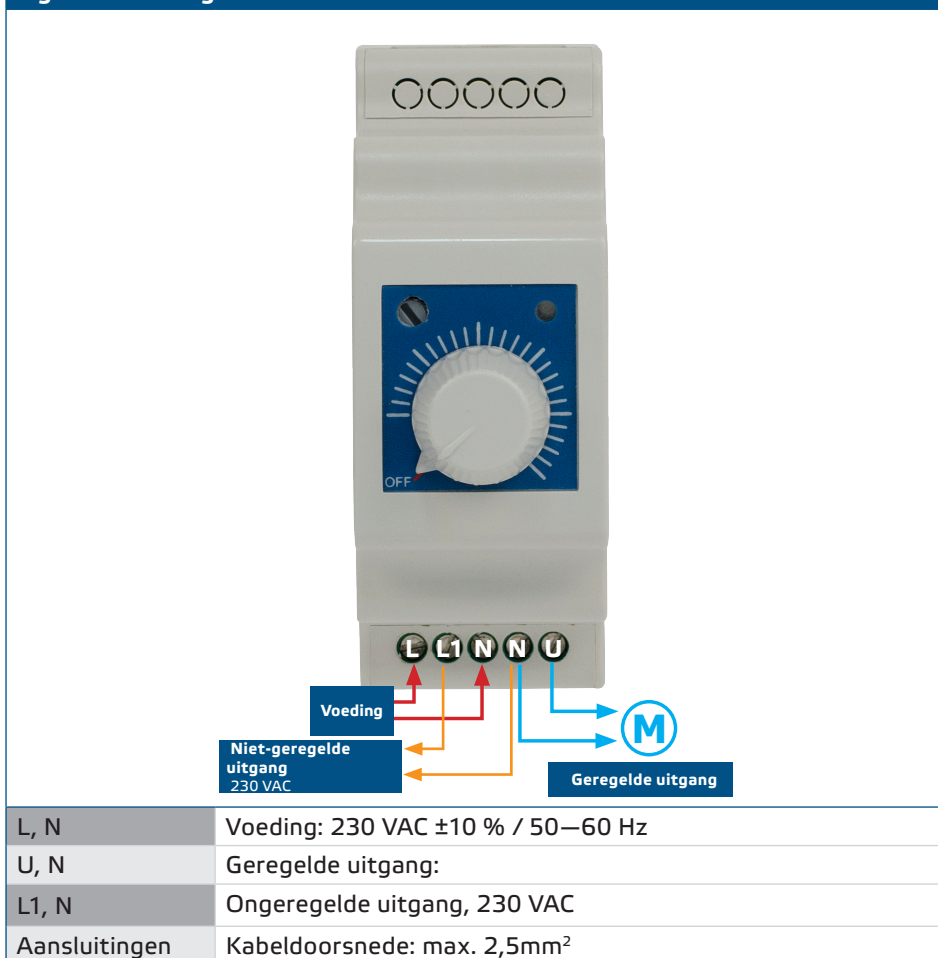 OFF
L L1 N N U
Voeding
Niet-geregelde
uitgang
230 VAC
M
Geregelde uitgang
L, N Voeding: 230 VAC ±10 % / 50—60 Hz
U, N Geregelde uitgang:
L1, N Ongeregelde uitgang, 230 VAC
Aansluitingen Kabeldoorsnede: max. 2,5mm²